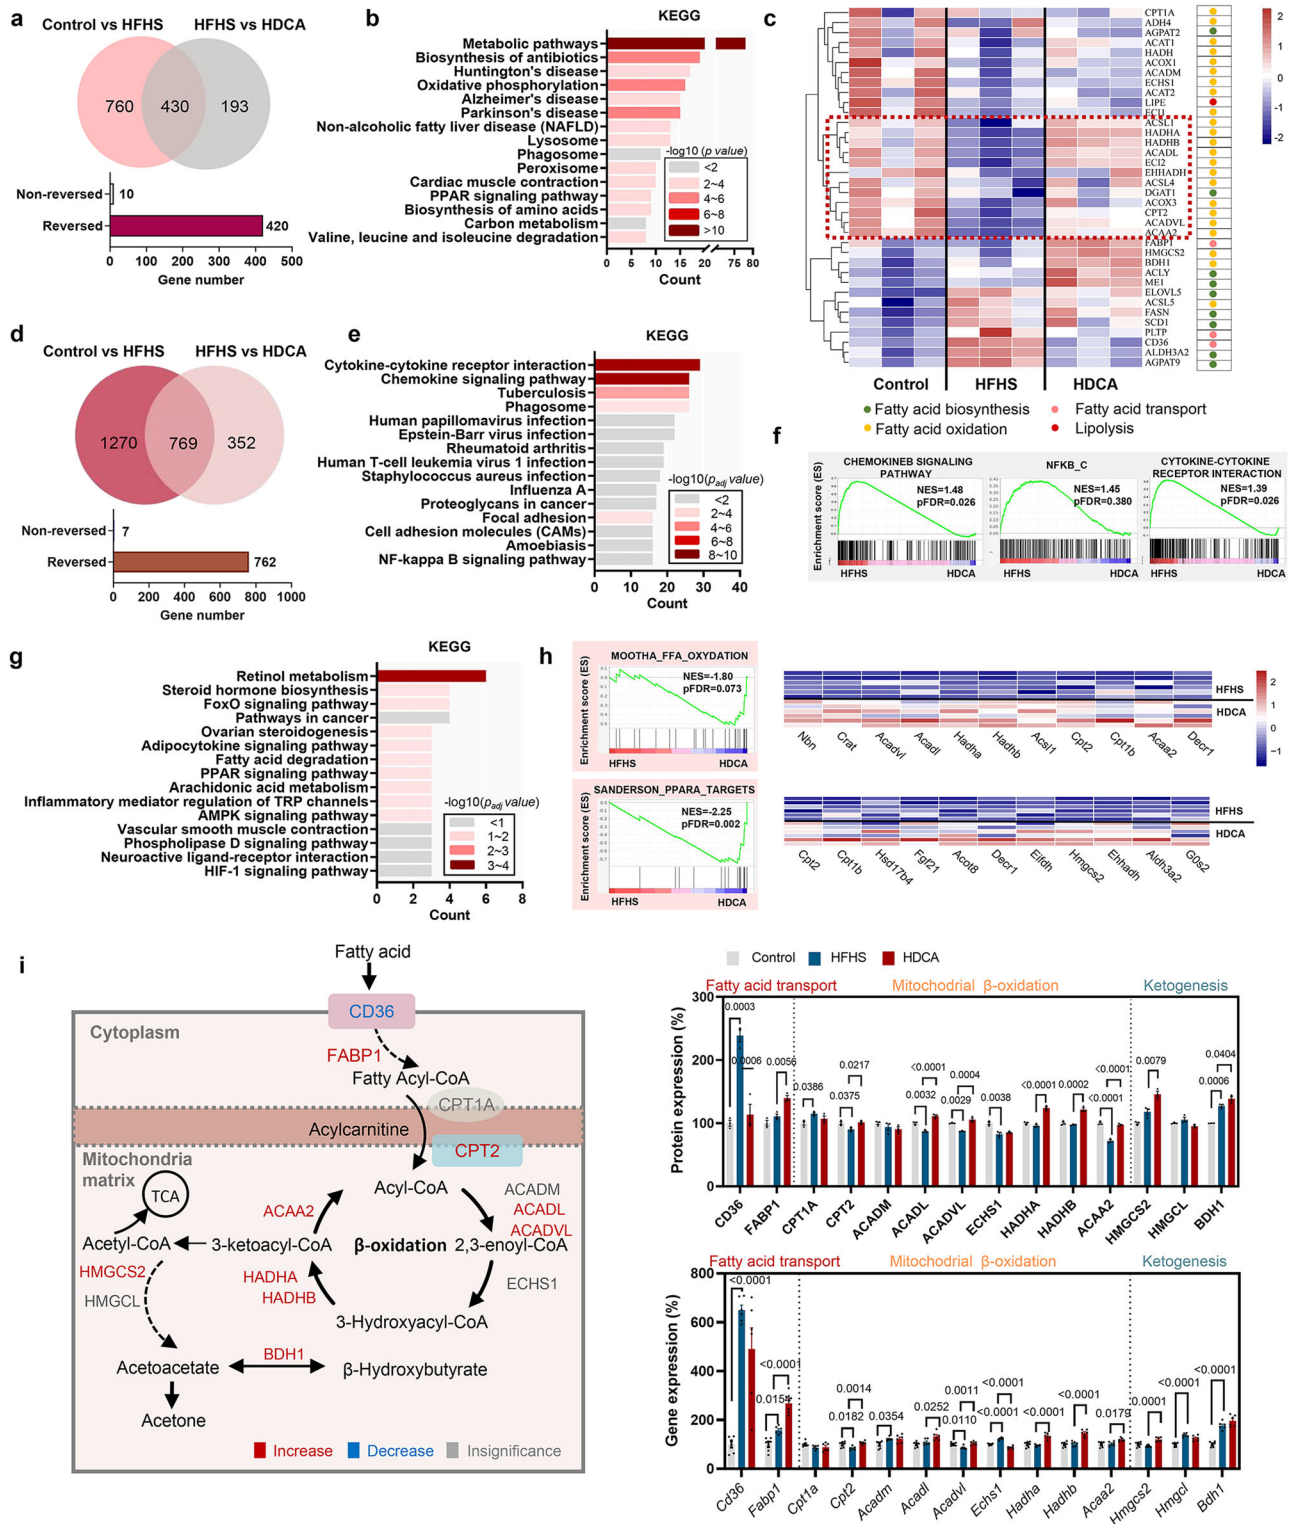 a
Control vs HFHS
HFHS vs HDCA
760
430
193
Non-reversed
10
Reversed
420
0
100
200
300
400
500
Gene number
b
KEGG
Metabolic pathways
Biosynthesis of antibiotics
Huntington's disease
Oxidative phosphorylation
Alzheimer's disease
Parkinson's disease
Non-alcoholic fatty liver disease (NAFLD)
Lysosome
Phagosome
Peroxisome
Cardiac muscle contraction
PPAR signaling pathway
Biosynthesis of amino acids
Carbon metabolism
Valine, leucine and isoleucine degradation
-log10 (p value)
<2
2~4
4~6
6~8
>10
0
5
10
15
20
75
80
Count
c
CPT1A
ADH4
AGPAT2
ACAT1
HADH
ACOX1
ACADM
ECHS1
ACAT2
LIPE
ECI1
ACSL1
HADHA
HADHB
ACADL
ECI2
EHHADH
ACSL4
DGAT1
ACOX3
CPT2
ACADVL
ACAA2
FABP1
HMGCS2
BDH1
ACLY
ME1
ELOVL5
ACSL5
FASN
SCD1
PLTP
CD36
ALDH3A2
AGPAT9
2
1
0
-1
-2
Control
HFHS
HDCA
Fatty acid biosynthesis
Fatty acid transport
Fatty acid oxidation
Lipolysis
d
Control vs HFHS
HFHS vs HDCA
1270
769
352
Non-reversed
7
Reversed
762
0
200
400
600
800
1000
Gene number
e
KEGG
Cytokine-cytokine receptor interaction
Chemokine signaling pathway
Tuberculosis
Phagosome
Human papillomavirus infection
Epstein-Barr virus infection
Rheumatoid arthritis
Human T-cell leukemia virus 1 infection
Staphylococcus aureus infection
Influenza A
Proteoglycans in cancer
Focal adhesion
Cell adhesion molecules (CAMs)
Amoebiasis
NF-kappa B signaling pathway
-log10(padj value)
<2
2~4
4~6
6~8
8~10
0
10
20
30
40
Count
f
Enrichment score (ES)
CHEMOKINEB SIGNALING
PATHWAY
NES=1.48
pFDR=0.026
HFHS
HDCA
NFKB_C
NES=1.45
pFDR=0.380
HFHS
HDCA
CYTOKINE-CYTOKINE
RECEPTOR INTERACTION
NES=1.39
pFDR=0.026
HFHS
HDCA
g
KEGG
Retinol metabolism
Steroid hormone biosynthesis
FoxO signaling pathway
Pathways in cancer
Ovarian steroidogenesis
Adipocytokine signaling pathway
Fatty acid degradation
PPAR signaling pathway
Arachidonic acid metabolism
Inflammatory mediator regulation of TRP channels
AMPK signaling pathway
Vascular smooth muscle contraction
Phospholipase D signaling pathway
Neuroactive ligand-receptor interaction
HIF-1 signaling pathway
-log10(padj value)
<1
1~2
2~3
3~4
0
2
4
6
8
Count
h
MOOTHA_FFA_OXYDATION
Enrichment score (ES)
NES=-1.80
pFDR=0.073
HFHS
HDCA
HFHS
HDCA
Nbn
Crat
Acadvl
Acadl
Hadha
Hadhb
Acsl1
Cpt2
Cpt1b
Acaa2
Decr1
2
1
0
-1
SANDERSON_PPARA_TARGETS
Enrichment score (ES)
NES=-2.25
pFDR=0.002
HFHS
HDCA
HFHS
HDCA
Cpt2
Cpt1b
Hsd17b4
Fgf21
Acot8
Decr1
Etfdh
Hmgcs2
Ehhadh
Aldh3a2
G0s2
i
Fatty acid
CD36
Cytoplasm
FABP1
Fatty Acyl-CoA
CPT1A
Acylcarnitine
CPT2
Mitochondria
matrix
TCA
Acyl-CoA
ACADM
ACADL
ACADVL
ACAA2
Acetyl-CoA
3-ketoacyl-CoA
β-oxidation
2,3-enoyl-CoA
HMGCS2
HMGCL
HADHA
HADHB
ECHS1
3-Hydroxyacyl-CoA
Acetoacetate
BDH1
β-Hydroxybutyrate
Acetone
Increase
Decrease
Insignificance
Control
HFHS
HDCA
Fatty acid transport
Mitochodrial β-oxidation
Ketogenesis
Protein expression (%)
300
200
100
0
0.0003
0.0006
0.0056
0.0386
0.0375
0.0217
0.0032
<0.0001
0.0029
0.0004
0.0038
<0.0001
0.0002
<0.0001
<0.0001
0.0079
0.0006
0.0404
CD36
FABP1
CPT1A
CPT2
ACADM
ACADL
ACADVL
ECHS1
HADHA
HADHB
ACAA2
HMGCS2
HMGCL
BDH1
Fatty acid transport
Mitochodrial β-oxidation
Ketogenesis
Gene expression (%)
800
600
400
200
0
<0.0001
0.0154
<0.0001
0.0182
0.0014
0.0354
0.0252
0.0110
0.0011
<0.0001
<0.0001
<0.0001
<0.0001
0.0179
0.0001
<0.0001
<0.0001
Cd36
Fabp1
Cpt1a
Cpt2
Acadm
Acadl
Acadvl
Echs1
Hadha
Hadhb
Acaa2
Hmgcs2
Hmgcl
Bdh1